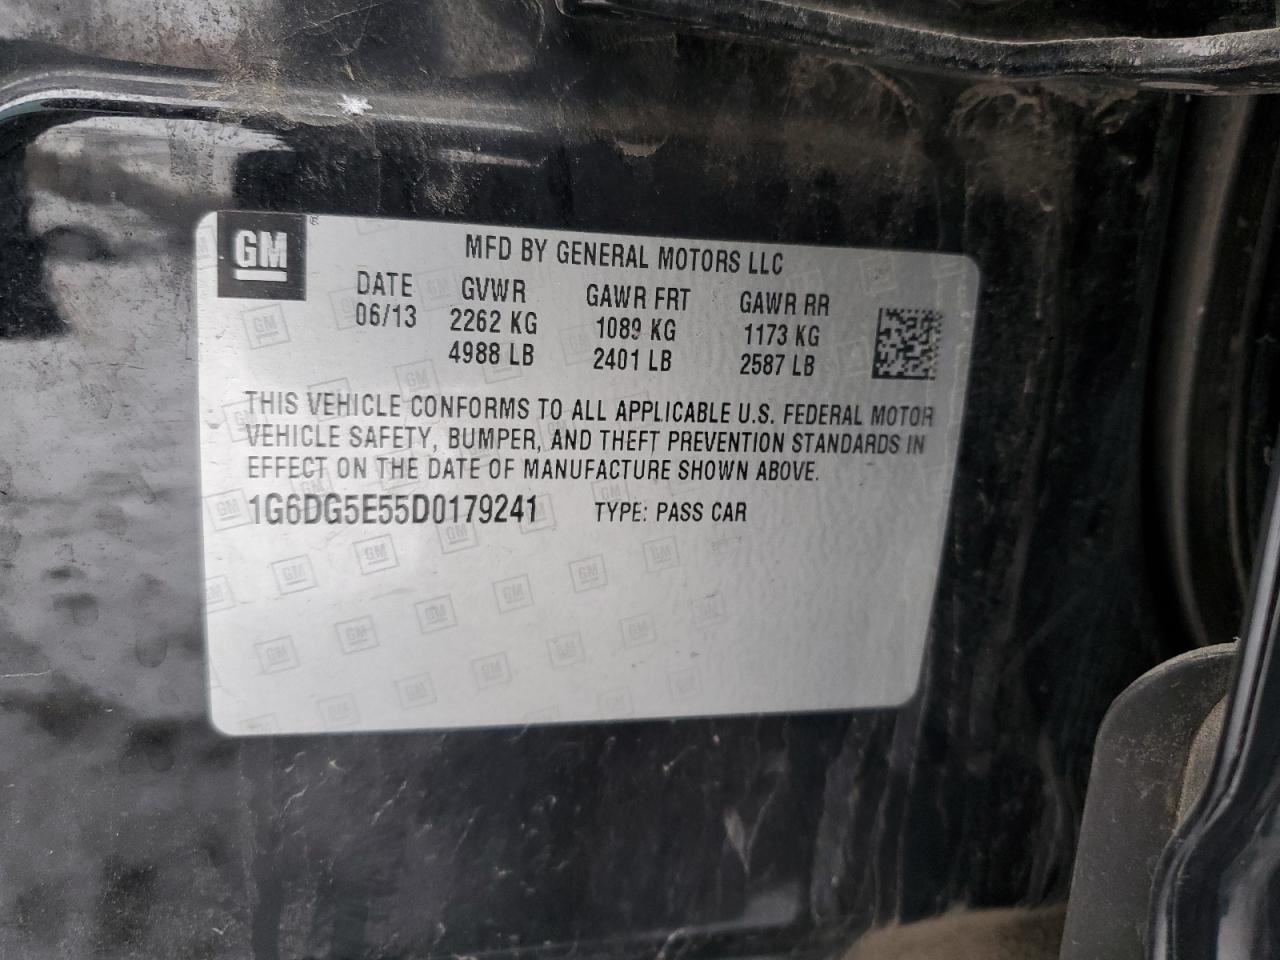 GM ®
MFD BY GENERAL MOTORS LLC
DATE GVWR GAWR FRT GAWR RR
06/13 2262 KG 1089 KG 1173 KG
4988 LB 2401 LB 2587 LB
THIS VEHICLE CONFORMS TO ALL APPLICABLE U.S. FEDERAL MOTOR
VEHICLE SAFETY, BUMPER, AND THEFT PREVENTION STANDARDS IN
EFFECT ON THE DATE OF MANUFACTURE SHOWN ABOVE.
1G6DG5E55D0179241 TYPE: PASS CAR